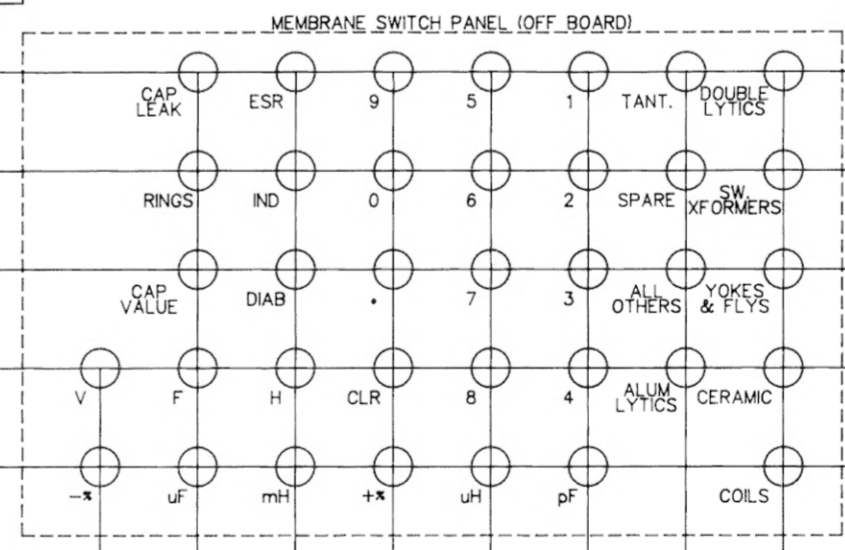 MEMBRANE SWITCH PANEL (OFF BOARD)
CAP
LEAK
ESR
9
5
1
TANT.
DOUBLE
LYTICS
RINGS
IND
0
6
2
SPARE
SW.
XFORMERS
CAP
VALUE
DIAB
.
7
3
ALL
OTHERS
YOKES
& FLYS
V
F
H
CLR
8
4
ALUM
LYTICS
CERAMIC
-%
uF
mH
+%
uH
pF
COILS